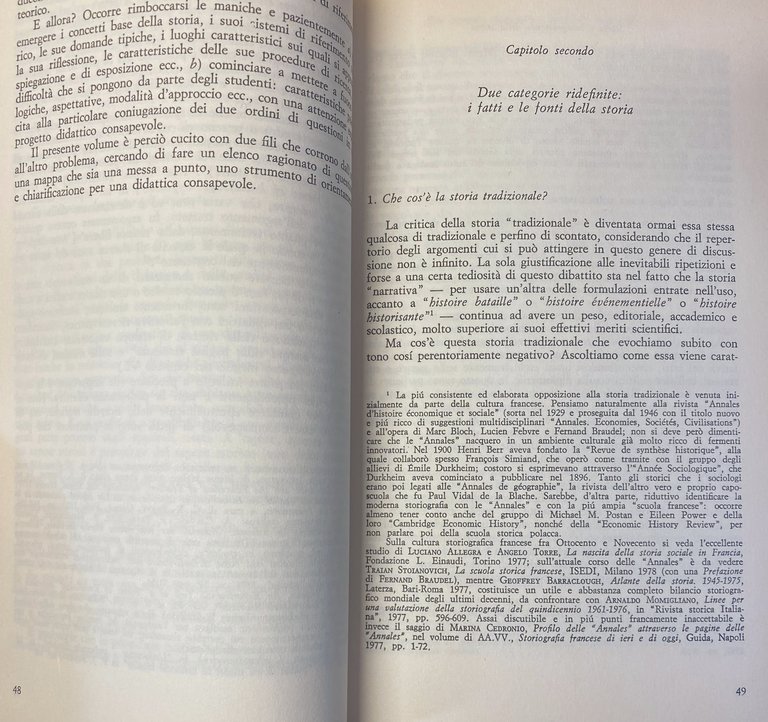 teorico.
E allora? Occorre rimboccarsi le maniche e pazientemente
emergere i concetti base della storia, i suoi sistemi di riferimento
rico, le sue domande tipiche, i luoghi caratteristici sui quali si
la sua riflessione, le caratteristiche delle sue procedure di
spiegazione e di esposizione ecc., b) cominciare a mettere a
difficoltà che si pongono da parte degli studenti: caratteristiche
logiche, aspettative, modalità d'approccio ecc., con una attenzione
cita alla particolare coniugazione dei due ordini di questioni in
progetto didattico consapevole.
Il presente volume è perciò cucito con due fili che corrono
all'altro problema, cercando di fare un elenco ragionato di
una mappa che sia una messa a punto, uno strumento di
e chiarificazione per una didattica consapevole.
48
Capitolo secondo
Due categorie ridefinite:
i fatti e le fonti della storia
1. Che cos'è la storia tradizionale?
La critica della storia "tradizionale" è diventata ormai essa stessa
qualcosa di tradizionale e perfino di scontato, considerando che il reper-
torio degli argomenti cui si può attingere in questo genere di discus-
sione non è infinito. La sola giustificazione alle inevitabili ripetizioni e
forse a una certa tediosità di questo dibattito sta nel fatto che la storia
"narrativa" — per usare un'altra delle formulazioni entrate nell'uso,
accanto a "histoire bataille" o "histoire événementielle" o "histoire
historisante"¹ — continua ad avere un peso, editoriale, accademico e
scolastico, molto superiore ai suoi effettivi meriti scientifici.
Ma cos'è questa storia tradizionale che evochiamo subito con
tono cosí perentoriamente negativo? Ascoltiamo come essa viene carat-
¹ La piú consistente ed elaborata opposizione alla storia tradizionale è venuta ini-
zialmente da parte della cultura francese. Pensiamo naturalmente alla rivista "Annales
d'histoire économique et sociale" (sorta nel 1929 e proseguita dal 1946 con il titolo nuovo
e piú ricco di suggestioni multidisciplinari "Annales. Economies, Sociétés, Civilisations")
e all'opera di Marc Bloch, Lucien Febvre e Fernand Braudel; non si deve però dimenti-
care che le "Annales" nacquero in un ambiente culturale già molto ricco di fermenti
innovatori. Nel 1900 Henri Berr aveva fondato la "Revue de synthèse historique", alla
quale collaborò spesso François Simiand, che operò come tramite con il gruppo degli
allievi di Émile Durkheim; costoro si esprimevano attraverso l'"Année Sociologique", che
Durkheim aveva cominciato a pubblicare nel 1896. Tanto gli storici che i sociologi
erano poi legati alle "Annales de géographie", la rivista dell'altro vero e proprio capo-
scuola che fu Paul Vidal de la Blache. Sarebbe, d'altra parte, riduttivo identificare la
moderna storiografia con le "Annales" e con la piú ampia "scuola francese": occorre
almeno tener conto anche del gruppo di Michael M. Postan e Eileen Power e della
loro "Cambridge Economic History", nonché della "Economic History Review", per
non parlare poi della scuola storica polacca.
Sulla cultura storiografica francese fra Ottocento e Novecento si veda l'eccellente
studio di LUCIANO ALLEGRA e ANGELO TORRE, La nascita della storia sociale in Francia,
Fondazione L. Einaudi, Torino 1977; sull'attuale corso delle "Annales" è da vedere
TRAIAN STOIANOVICH, La scuola storica francese, ISEDI, Milano 1978 (con una Prefazione
di FERNAND BRAUDEL), mentre GEOFFREY BARRACLOUGH, Atlante della storia. 1945-1975,
Laterza, Bari-Roma 1977, costituisce un utile e abbastanza completo bilancio storiogra-
fico mondiale degli ultimi decenni, da confrontare con ARNALDO MOMIGLIANO, Linee per
una valutazione della storiografia del quindicennio 1961-1976, in "Rivista storica Italia-
na", 1977, pp. 596-609. Assai discutibile e in piú punti francamente inaccettabile è
invece il saggio di MARINA CEDRONIO, Profilo delle "Annales" attraverso le pagine delle
"Annales", nel volume di AA.VV., Storiografia francese di ieri e di oggi, Guida, Napoli
1977, pp. 1-72.
49